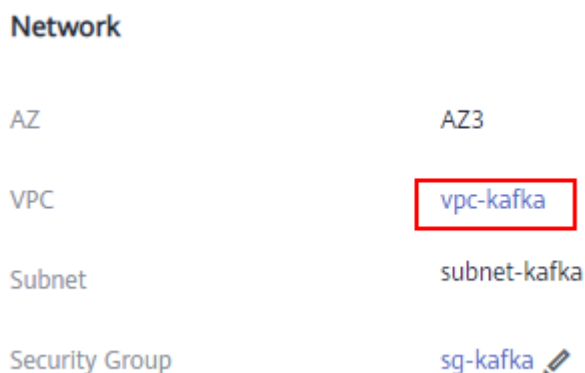 Network
AZ AZ3
VPC vpc-kafka
Subnet subnet-kafka
Security Group sg-kafka